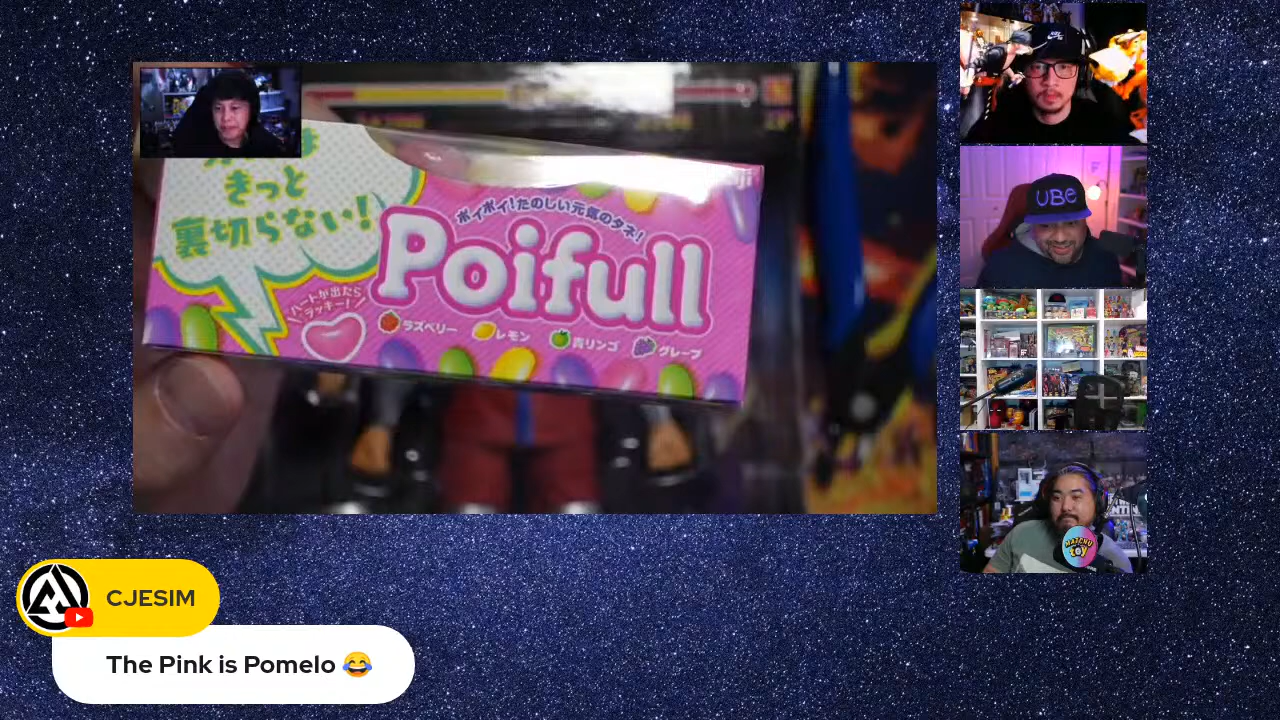 きっと
裏切らない!
ポイポイ!たのしい元気のタネ!
Poifull
ハートが出たら
ラッキー!
ラズベリー
レモン
青リンゴ
グレープ
UBe
CJESIM
The Pink is Pomelo 😂